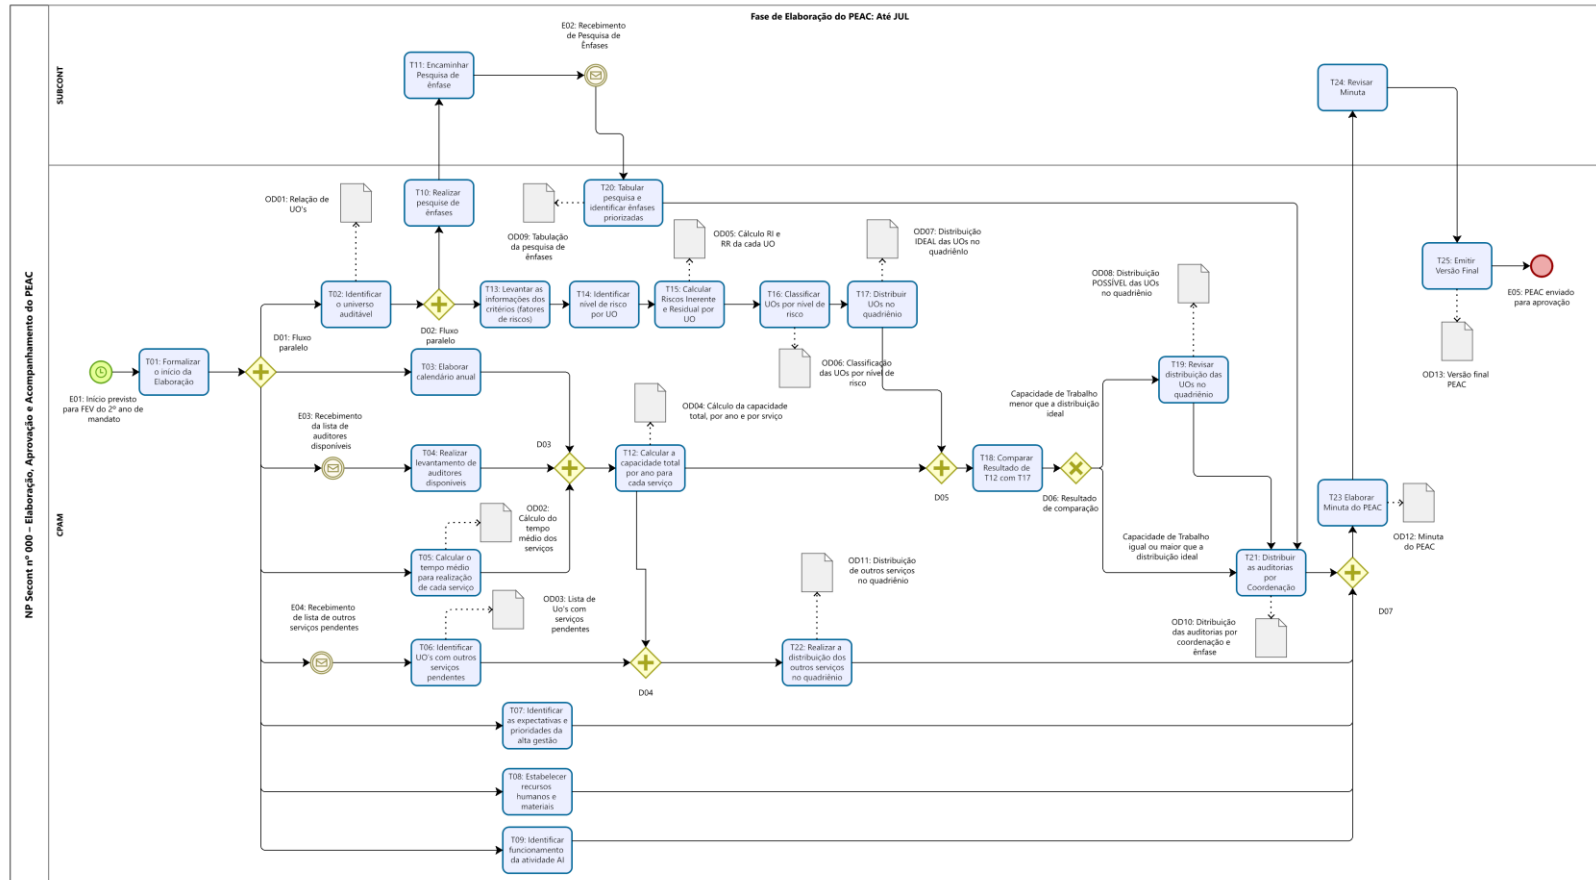 Fase de Elaboração do PEAC: Até JUL
NP Secont nº 000 – Elaboração, Aprovação e Acompanhamento do PEAC
SUBCONT
CPAM
E02: Recebimento
de Pesquisa de
Ênfases
T11: Encaminhar
Pesquisa de
ênfase
T24: Revisar
Minuta
OD01: Relação de
UO's
T10: Realizar
pesquise de
ênfases
OD09: Tabulação
da pesquisa de
ênfases
T20: Tabular
pesquisa e
identificar ênfases
priorizadas
OD05: Cálculo RI e
RR da cada UO
OD07: Distribuição
IDEAL das UOs no
quadriênio
OD08: Distribuição
POSSÍVEL das UOs
no quadriênio
T25: Emitir
Versão Final
E05: PEAC enviado
para aprovação
OD13: Versão final
PEAC
T02: Identificar
o universo
auditável
D02: Fluxo
paralelo
T13: Levantar as
informações dos
critérios (fatores
de riscos)
T14: Identificar
nível de risco
por UO
T15: Calcular
Riscos Inerente
e Residual por
UO
T16: Classificar
UOs por nível de
risco
T17: Distribuir
UOs no
quadriênio
D01: Fluxo
paralelo
T01: Formalizar
o início da
Elaboração
E01: Início previsto
para FEV do 2º ano de
mandato
T03: Elaborar
calendário anual
OD06: Classificação
das UOs por nível de
risco
T19: Revisar
distribuição das
UOs no
quadriênio
Capacidade de Trabalho
menor que a distribuição
ideal
E03: Recebimento
da lista de
auditores
disponíveis
OD04: Cálculo da capacidade
total, por ano e por srviço
T04: Realizar
levantamento de
auditores
disponíveis
D03
T12: Calcular a
capacidade total
por ano para
cada serviço
D05
T18: Comparar
Resultado de
T12 com T17
D06: Resultado
de comparação
T23 Elaborar
Minuta do PEAC
OD12: Minuta
do PEAC
OD02:
Cálculo do
tempo
médio dos
serviços
T05: Calcular o
tempo médio
para realização
de cada serviço
OD11: Distribuição
de outros serviços
no quadriênio
Capacidade de Trabalho
igual ou maior que a
distribuição ideal
T21: Distribuir
as auditorias
por
Coordenação
D07
OD10: Ditribuição
das auditorias por
coordenação e
ênfase
E04: Recebimento
de lista de outros
serviços pendentes
OD03: Lista de
Uo's com
serviços
pendentes
T06: Identificar
UO's com outros
serviços
pendentes
D04
T22: Realizar a
distribuição dos
outros serviços
no quadriênio
T07: Identificar
as expectativas e
prioridades da
alta gestão
T08: Estabelecer
recursos
humanos e
materiais
T09: Identificar
funcionamento
da atividade AI